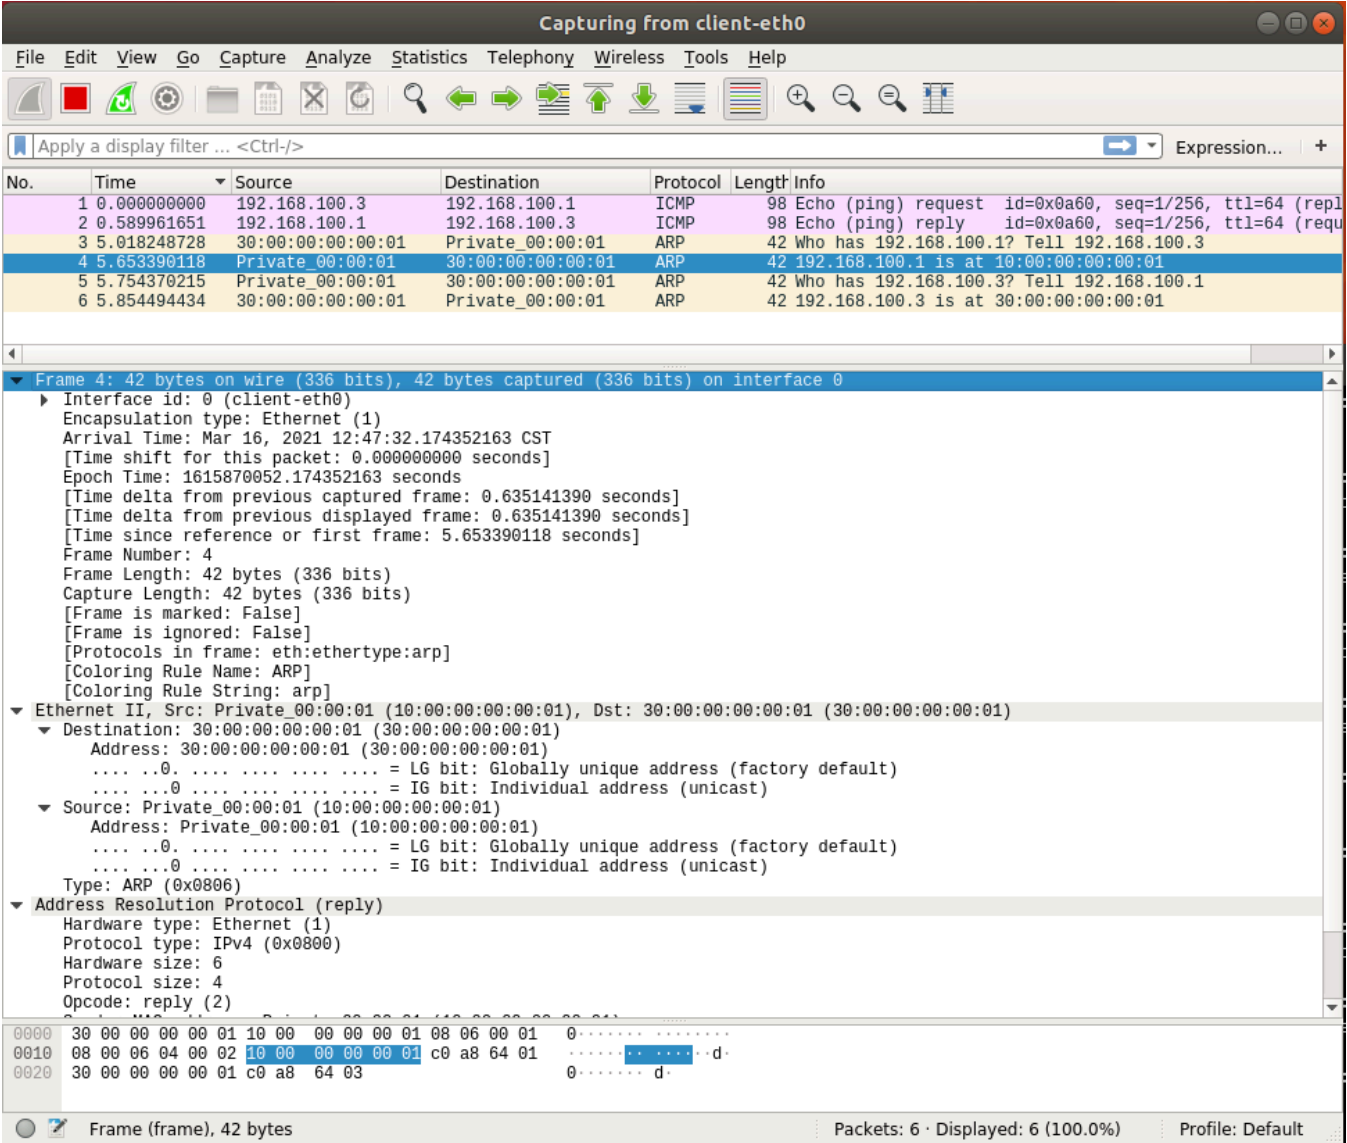 Capturing from client-eth0
File Edit View Go Capture Analyze Statistics Telephony Wireless Tools Help
Apply a display filter ... <Ctrl-/> Expression... +
No. Time Source Destination Protocol Length Info
1 0.000000000 192.168.100.3 192.168.100.1 ICMP 98 Echo (ping) request id=0x0a60, seq=1/256, ttl=64 (repl
2 0.589961651 192.168.100.1 192.168.100.3 ICMP 98 Echo (ping) reply id=0x0a60, seq=1/256, ttl=64 (requ
3 5.018248728 30:00:00:00:00:01 Private_00:00:01 ARP 42 Who has 192.168.100.1? Tell 192.168.100.3
4 5.653390118 Private_00:00:01 30:00:00:00:00:01 ARP 42 192.168.100.1 is at 10:00:00:00:00:01
5 5.754370215 Private_00:00:01 30:00:00:00:00:01 ARP 42 Who has 192.168.100.3? Tell 192.168.100.1
6 5.854494434 30:00:00:00:00:01 Private_00:00:01 ARP 42 192.168.100.3 is at 30:00:00:00:00:01
Frame 4: 42 bytes on wire (336 bits), 42 bytes captured (336 bits) on interface 0
Interface id: 0 (client-eth0)
Encapsulation type: Ethernet (1)
Arrival Time: Mar 16, 2021 12:47:32.174352163 CST
[Time shift for this packet: 0.000000000 seconds]
Epoch Time: 1615870052.174352163 seconds
[Time delta from previous captured frame: 0.635141390 seconds]
[Time delta from previous displayed frame: 0.635141390 seconds]
[Time since reference or first frame: 5.653390118 seconds]
Frame Number: 4
Frame Length: 42 bytes (336 bits)
Capture Length: 42 bytes (336 bits)
[Frame is marked: False]
[Frame is ignored: False]
[Protocols in frame: eth:ethertype:arp]
[Coloring Rule Name: ARP]
[Coloring Rule String: arp]
Ethernet II, Src: Private_00:00:01 (10:00:00:00:00:01), Dst: 30:00:00:00:00:01 (30:00:00:00:00:01)
Destination: 30:00:00:00:00:01 (30:00:00:00:00:01)
Address: 30:00:00:00:00:01 (30:00:00:00:00:01)
.... ..0. .... .... .... .... = LG bit: Globally unique address (factory default)
.... ...0 .... .... .... .... = IG bit: Individual address (unicast)
Source: Private_00:00:01 (10:00:00:00:00:01)
Address: Private_00:00:01 (10:00:00:00:00:01)
.... ..0. .... .... .... .... = LG bit: Globally unique address (factory default)
.... ...0 .... .... .... .... = IG bit: Individual address (unicast)
Type: ARP (0x0806)
Address Resolution Protocol (reply)
Hardware type: Ethernet (1)
Protocol type: IPv4 (0x0800)
Hardware size: 6
Protocol size: 4
Opcode: reply (2)
0000 30 00 00 00 00 01 10 00 00 00 00 01 08 06 00 01 0······· ········
0010 08 00 06 04 00 02 10 00 00 00 00 01 c0 a8 64 01 ········ ······d·
0020 30 00 00 00 00 01 c0 a8 64 03 0······· d·
Frame (frame), 42 bytes Packets: 6 · Displayed: 6 (100.0%) Profile: Default